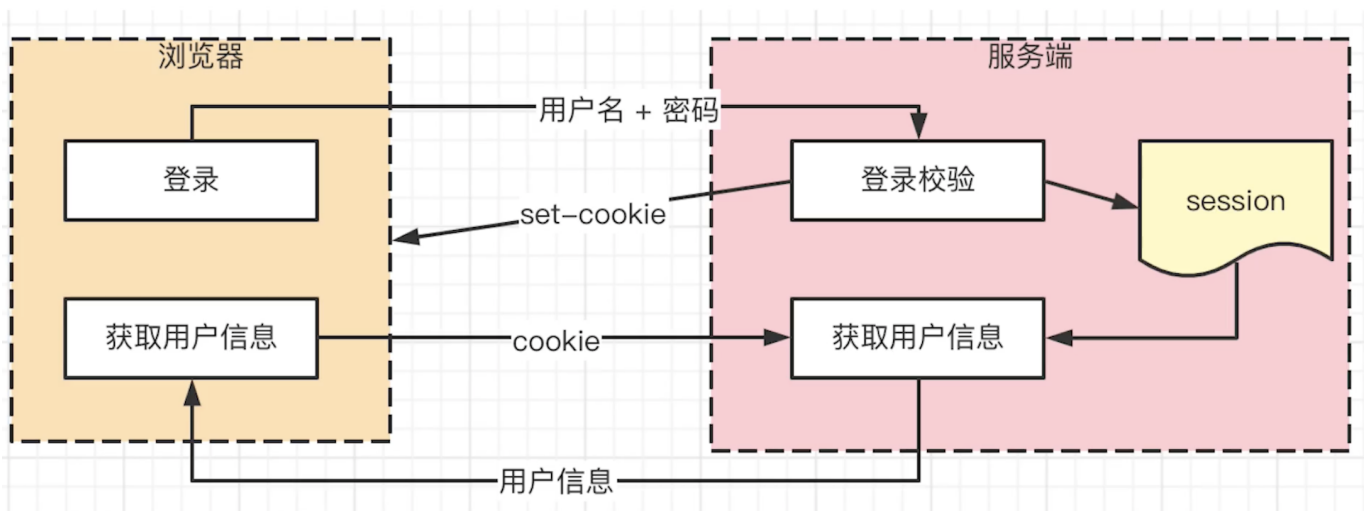 浏览器
服务端
用户名 + 密码
登录
登录校验
session
set-cookie
获取用户信息
cookie
获取用户信息
用户信息